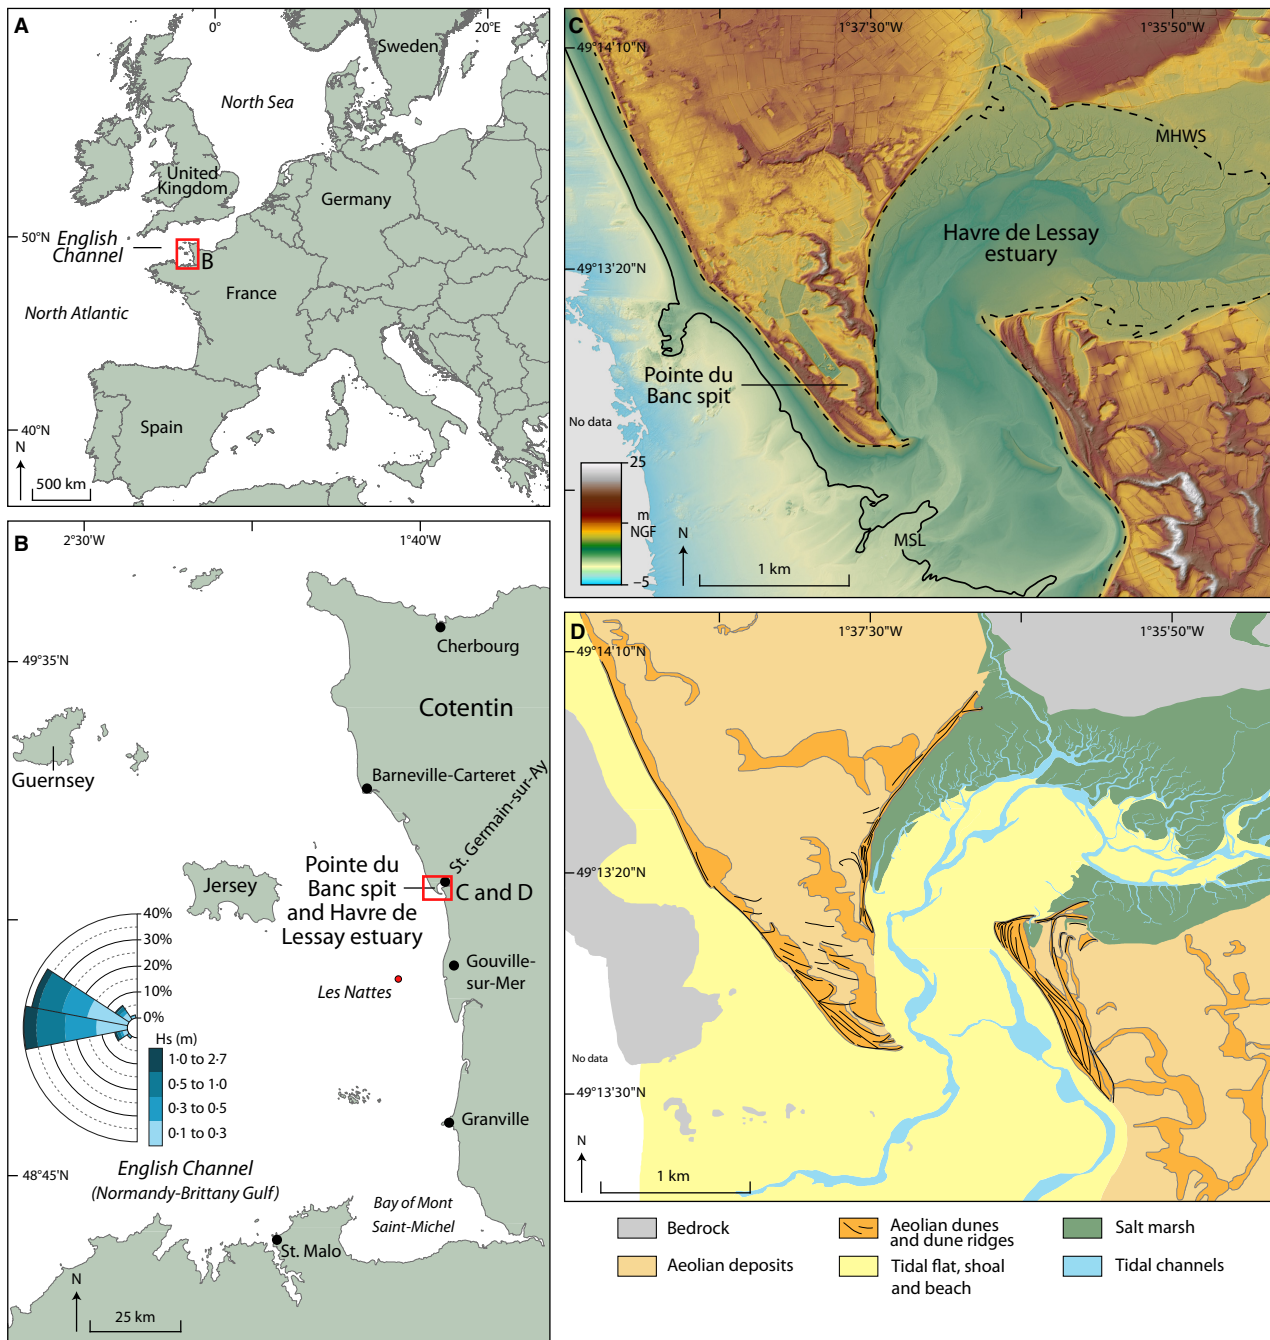 A
0°
20°E
Sweden
North Sea
United
Kingdom
Germany
50°N
English
Channel
B
France
North Atlantic
Spain
40°N
N
500 km
B
2°30'W
1°40'W
Cherbourg
49°35'N
Cotentin
Guernsey
Barneville-Carteret
St. Germain-sur-Ay
Pointe du
Banc spit
and Havre de
Lessay estuary
C and D
Jersey
40%
30%
20%
10%
0%
Gouville-
sur-Mer
Les Nattes
Hs (m)
1·0 to 2·7
0·5 to 1·0
0·3 to 0·5
0·1 to 0·3
Granville
48°45'N
English Channel
(Normandy-Brittany Gulf)
Bay of Mont
Saint-Michel
St. Malo
N
25 km
C
1°37'30"W
1°35'50"W
49°14'10"N
MHWS
Havre de Lessay
estuary
49°13'20"N
Pointe du
Banc spit
No data
25
m
NGF
−5
N
1 km
MSL
D
1°37'30"W
1°35'50"W
49°14'10"N
49°13'20"N
No data
49°13'30"N
N
1 km
Bedrock
Aeolian deposits
Aeolian dunes
and dune ridges
Tidal flat, shoal
and beach
Salt marsh
Tidal channels